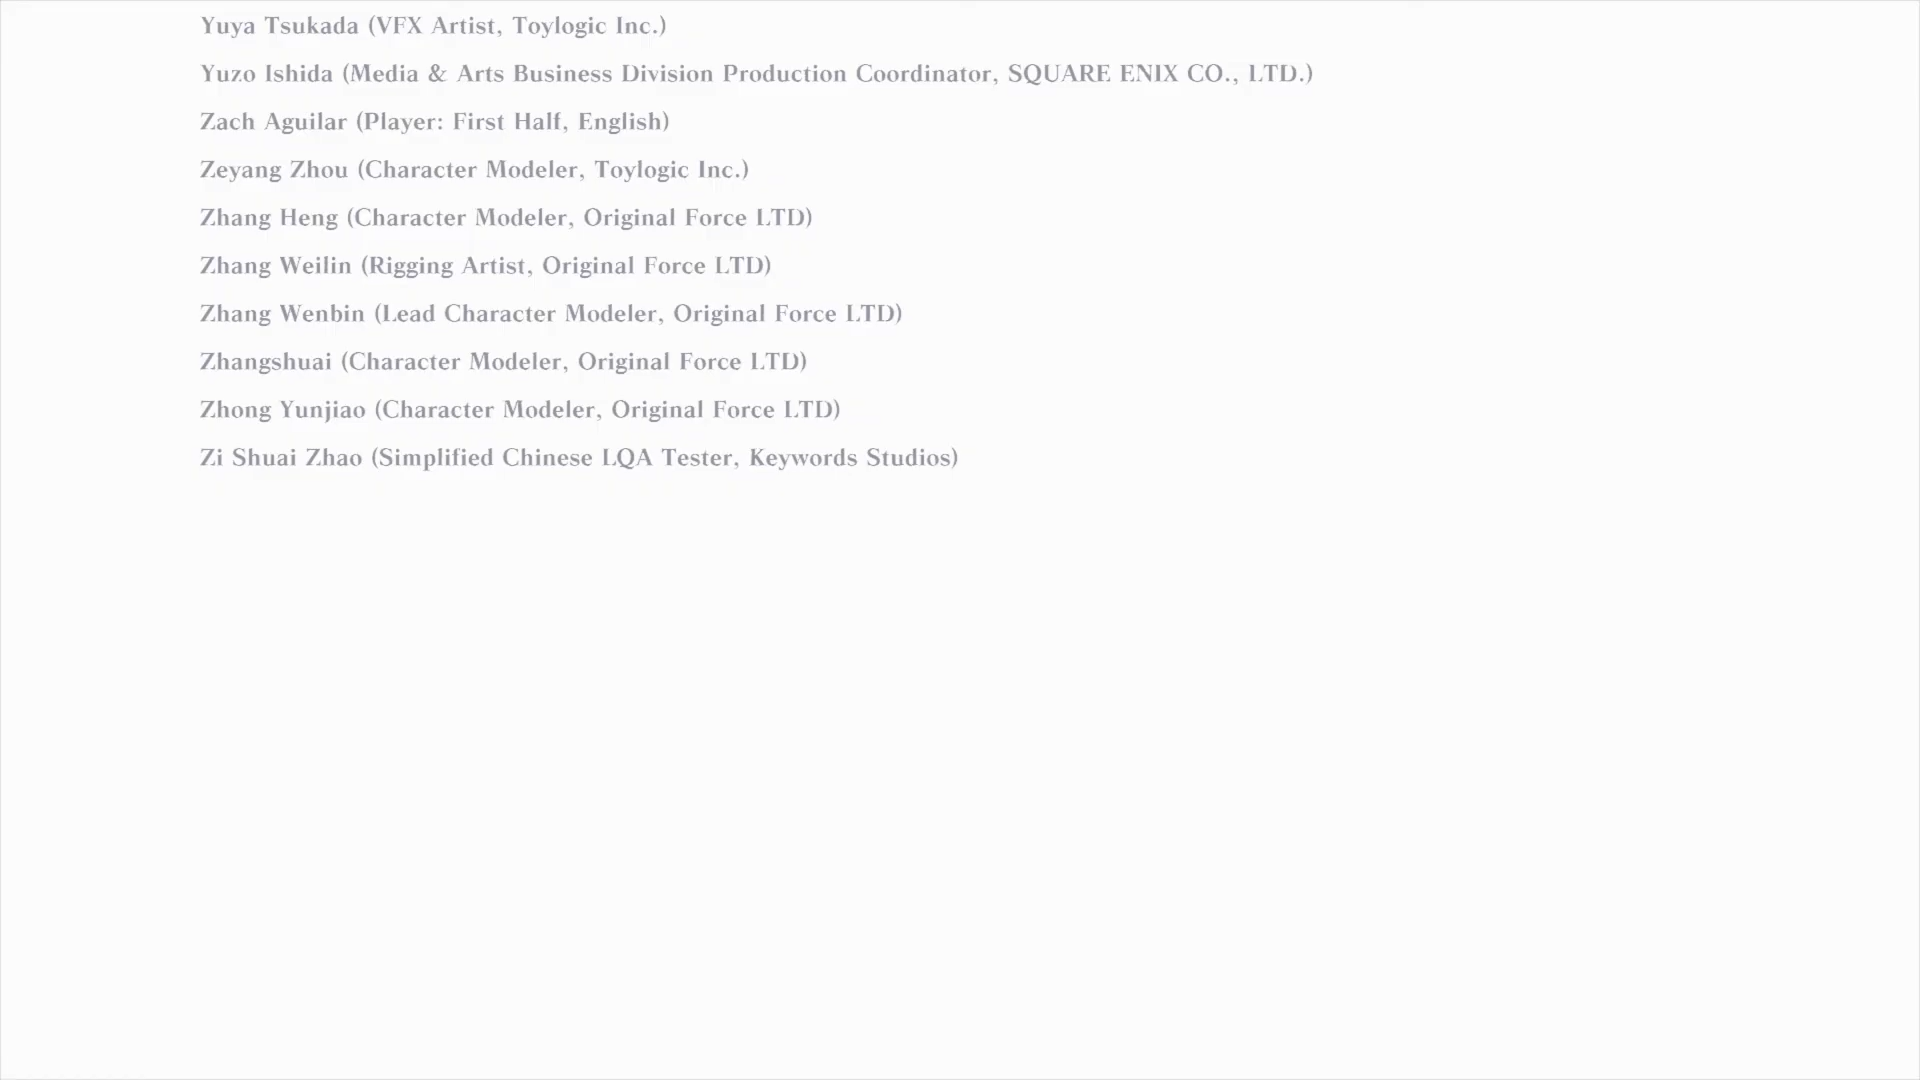 Yuya Tsukada (VFX Artist, Toylogic Inc.)
Yuzo Ishida (Media & Arts Business Division Production Coordinator, SQUARE ENIX CO., LTD.)
Zach Aguilar (Player: First Half, English)
Zeyang Zhou (Character Modeler, Toylogic Inc.)
Zhang Heng (Character Modeler, Original Force LTD)
Zhang Weilin (Rigging Artist, Original Force LTD)
Zhang Wenbin (Lead Character Modeler, Original Force LTD)
Zhangshuai (Character Modeler, Original Force LTD)
Zhong Yunjiao (Character Modeler, Original Force LTD)
Zi Shuai Zhao (Simplified Chinese LQA Tester, Keywords Studios)